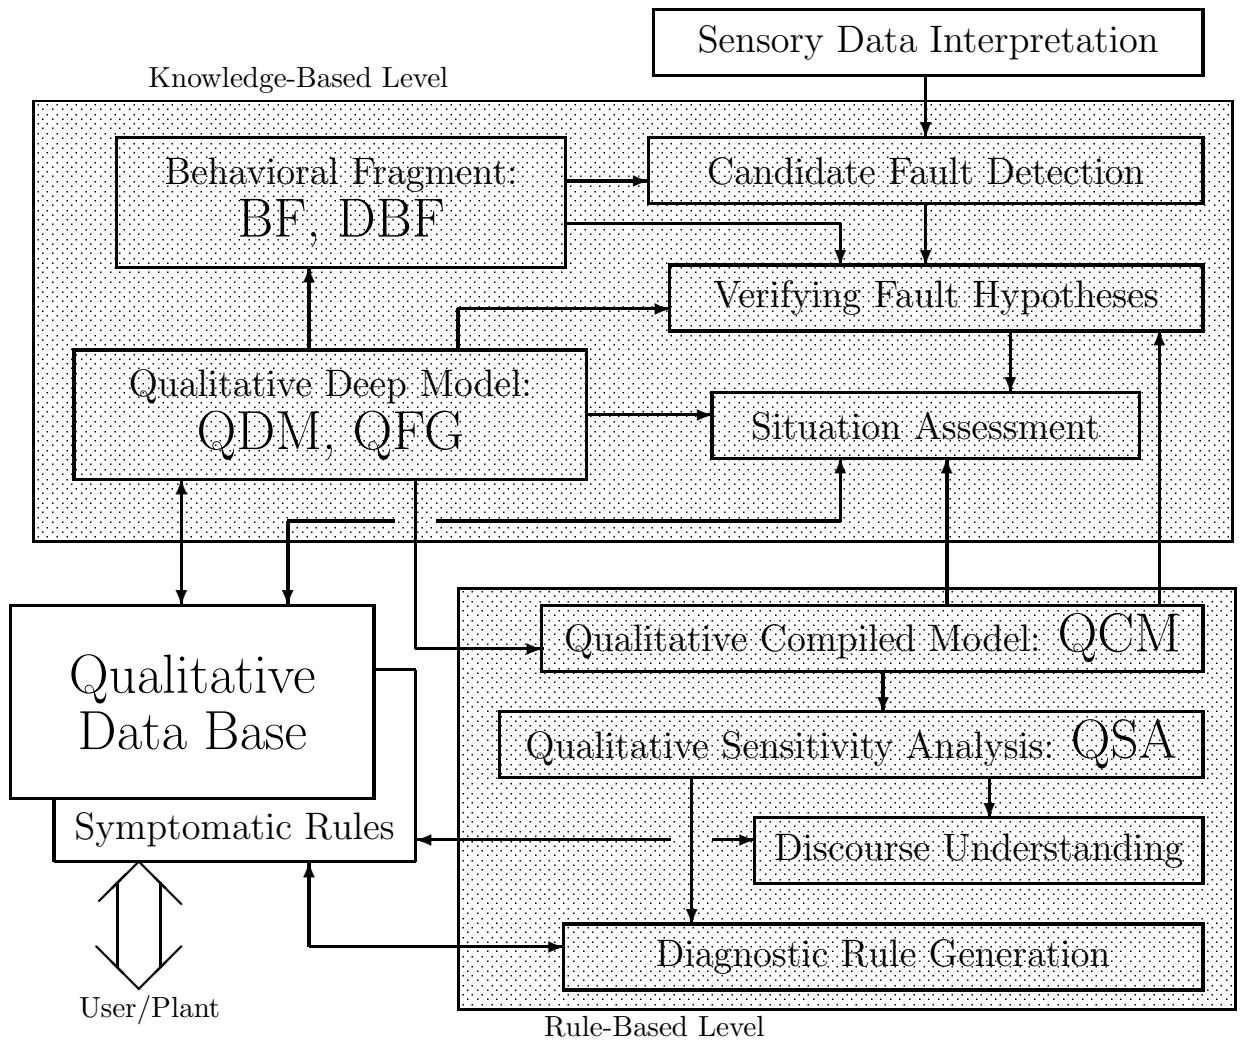 Sensory Data Interpretation
Knowledge-Based Level
Behavioral Fragment:
BF, DBF
Candidate Fault Detection
Verifying Fault Hypotheses
Qualitative Deep Model:
QDM, QFG
Situation Assessment
Qualitative Compiled Model: QCM
Qualitative
Data Base
Qualitative Sensitivity Analysis: QSA
Symptomatic Rules
Discourse Understanding
Diagnostic Rule Generation
User/Plant
Rule-Based Level